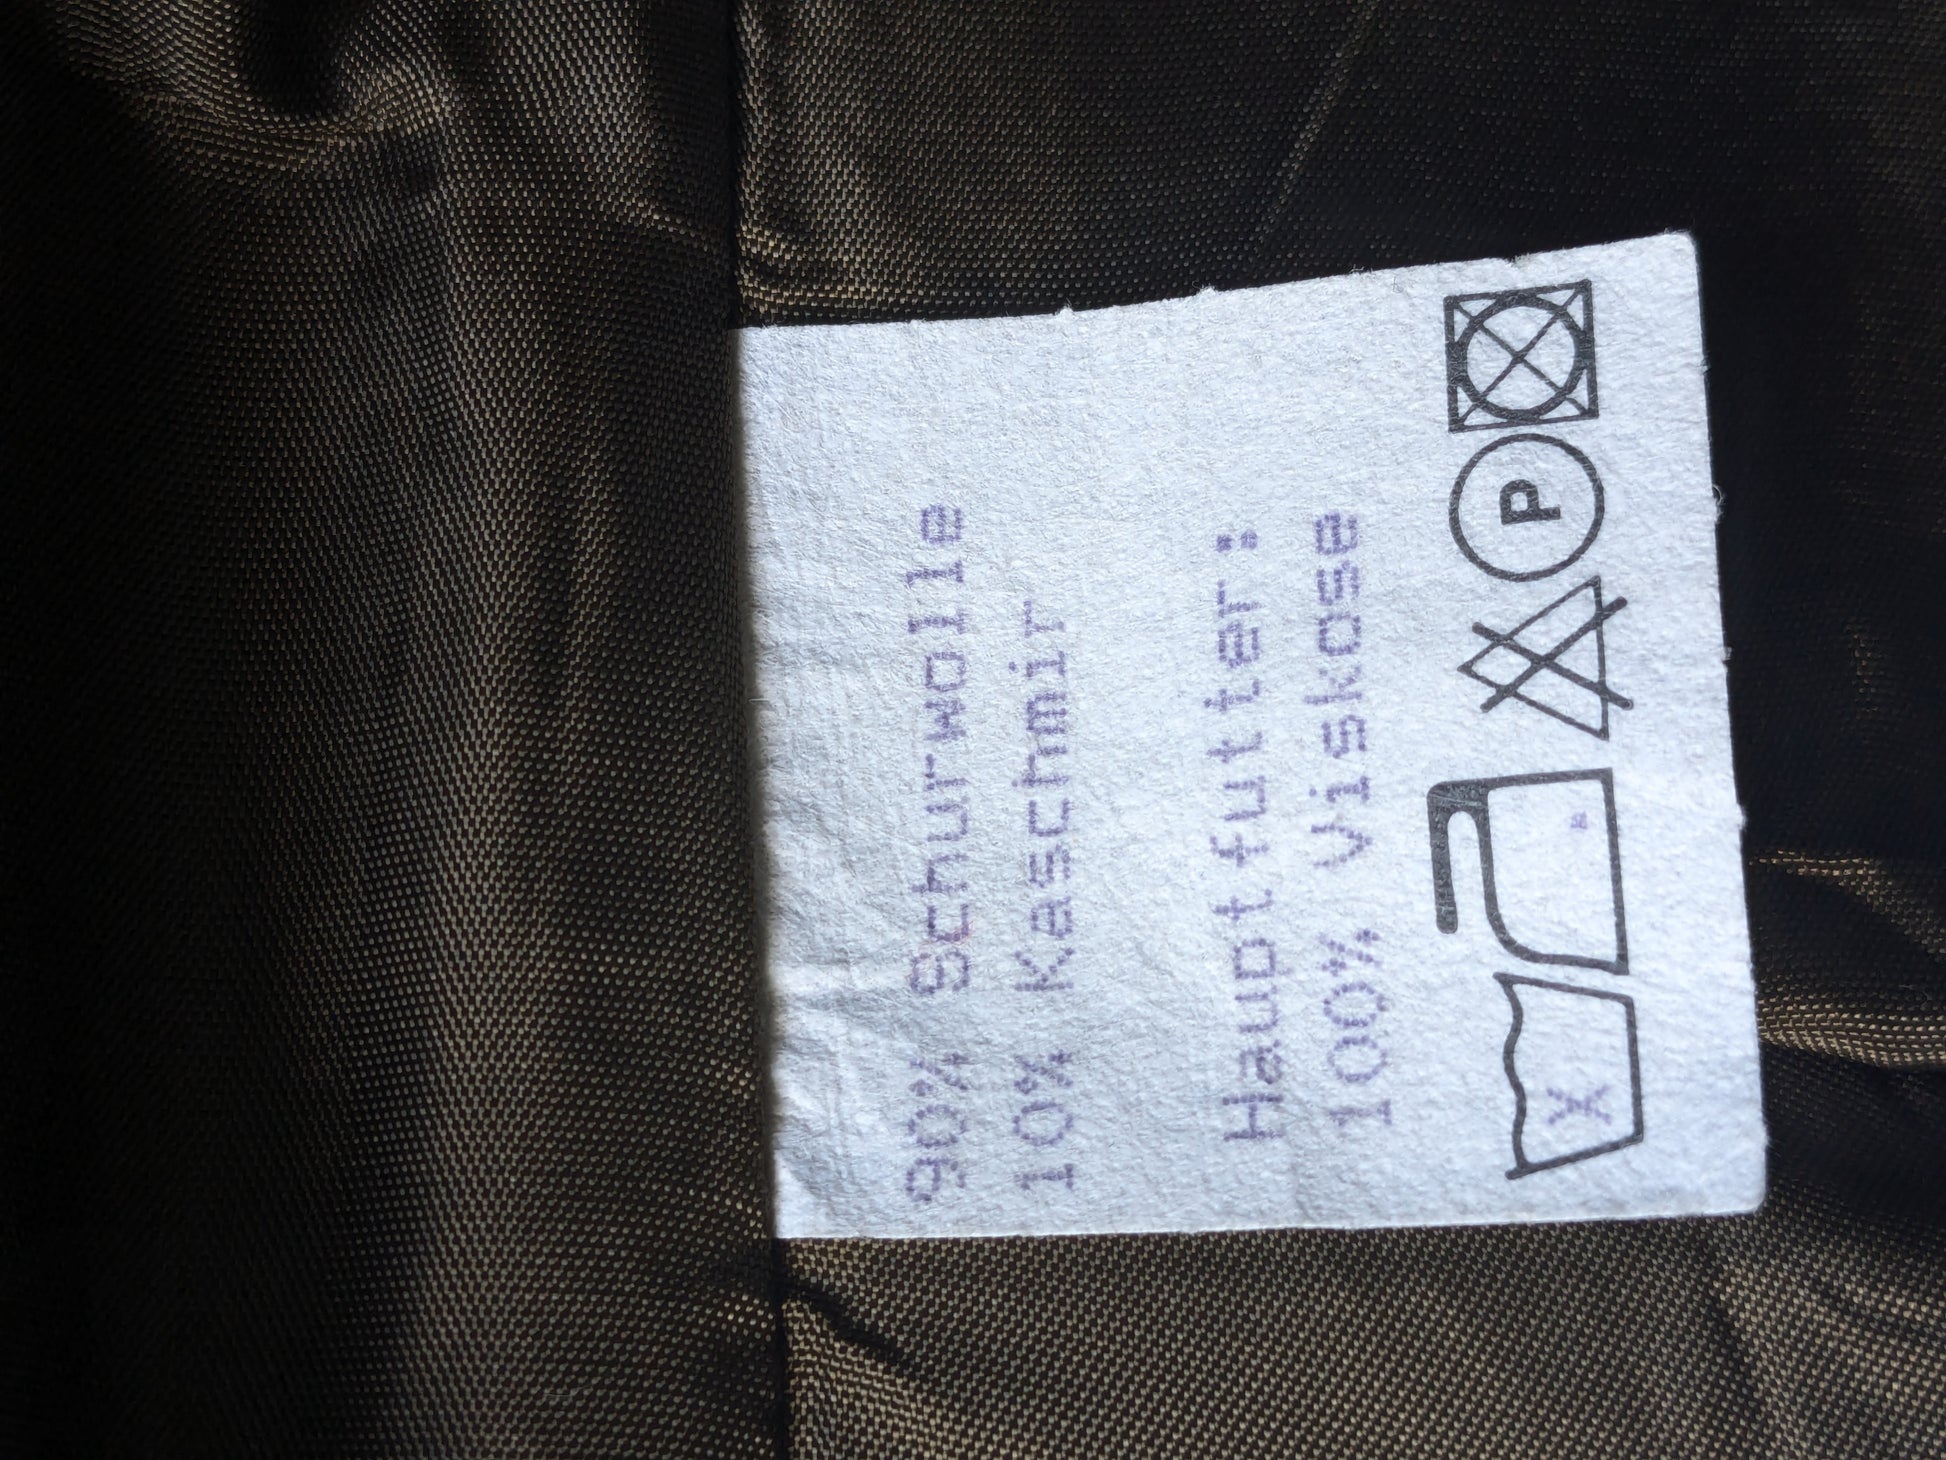 90% Schurwolle
10% Kaschmir
Hauptfutter:
100% Viskose
X
P